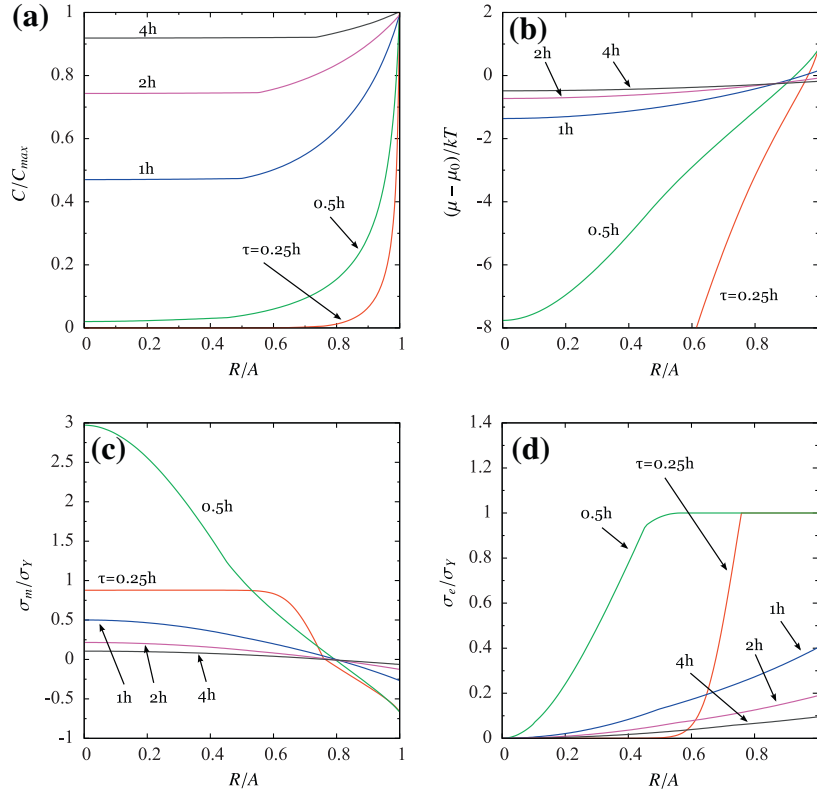 (a)
C/C_max
1
0.8
0.6
0.4
0.2
0
4h
2h
1h
0.5h
τ=0.25h
0 0.2 0.4 0.6 0.8 1
R/A
(b)
(μ − μ₀)/kT
2
0
-2
-4
-6
-8
2h
4h
1h
0.5h
τ=0.25h
0 0.2 0.4 0.6 0.8
R/A
(c)
σ_m/σ_Y
3
2.5
2
1.5
1
0.5
0
-0.5
-1
0.5h
τ=0.25h
1h
2h
4h
0 0.2 0.4 0.6 0.8 1
R/A
(d)
σ_e/σ_Y
1.4
1.2
1
0.8
0.6
0.4
0.2
0
τ=0.25h
0.5h
1h
2h
4h
0 0.2 0.4 0.6 0.8
R/A